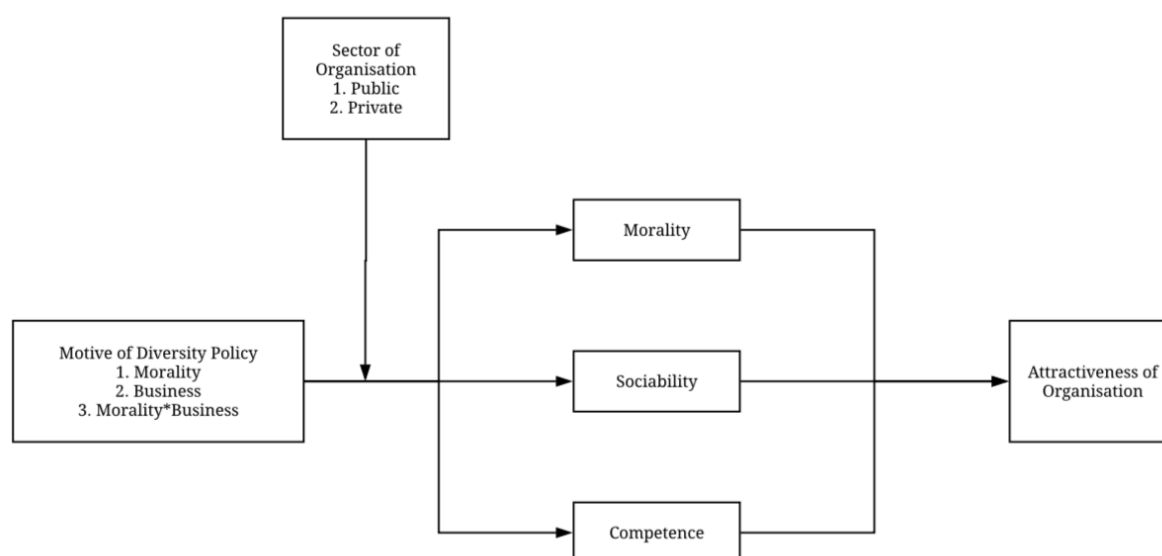 Sector of
Organisation
1. Public
2. Private
Morality
Motive of Diversity Policy
1. Morality
2. Business
3. Morality*Business
Sociability
Attractiveness of
Organisation
Competence